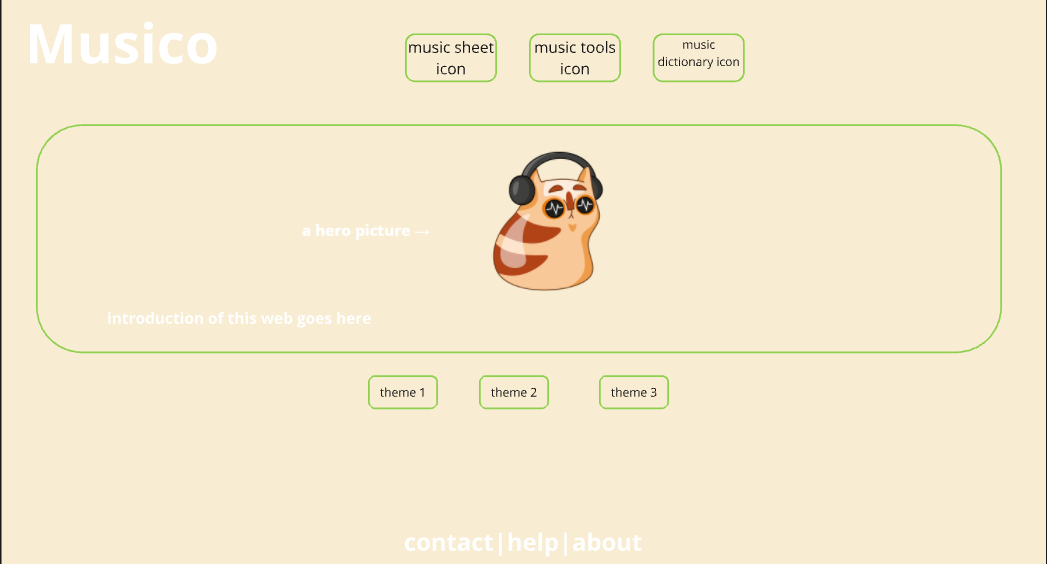 Musico
music sheet
icon
music tools
icon
music
dictionary icon
a hero picture →
introduction of this web goes here
theme 1
theme 2
theme 3
contact|help|about